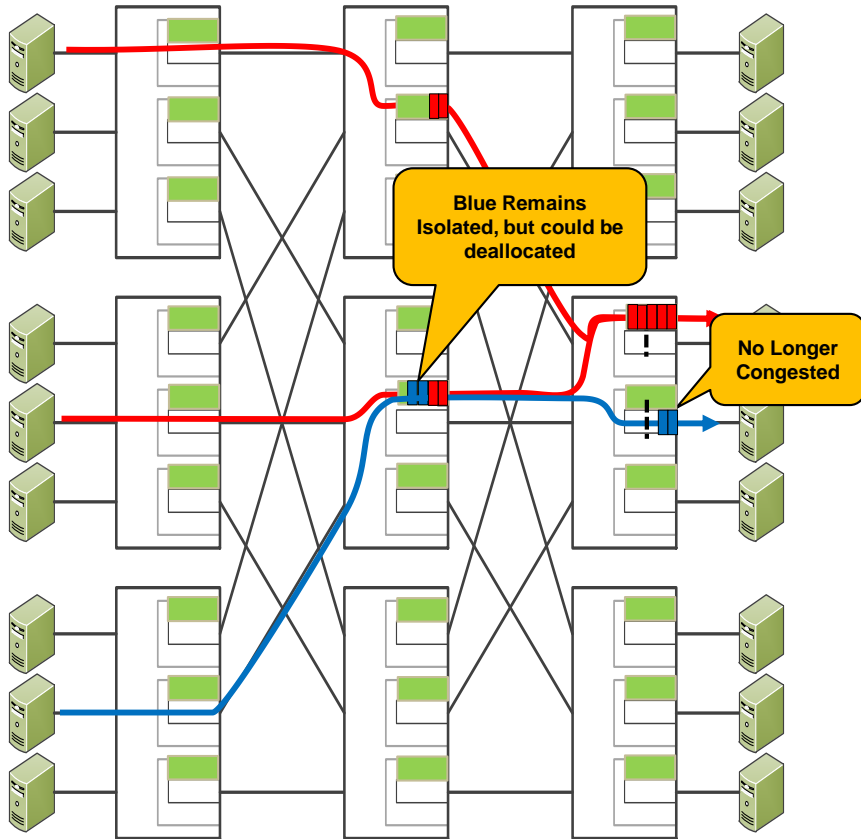 Blue Remains
Isolated, but could be
deallocated
No Longer
Congested